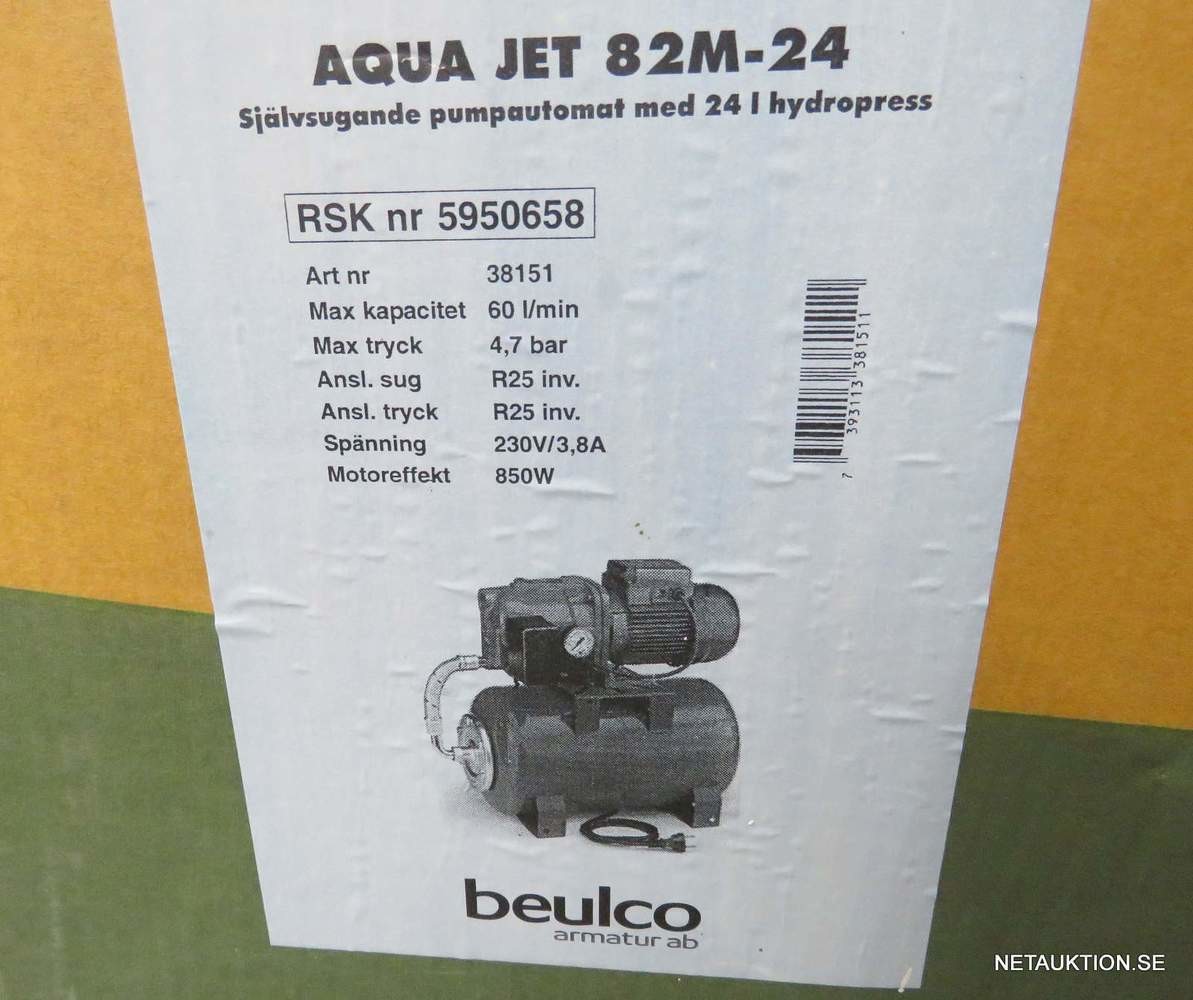 AQUA JET 82M-24
Självsugande pumpautomat med 24 l hydropress
RSK nr 5950658
Art nr 38151
Max kapacitet 60 l/min
Max tryck 4,7 bar
Ansl. sug R25 inv.
Ansl. tryck R25 inv.
Spänning 230V/3,8A
Motoreffekt 850W
7 393113 381511
beulco
armatur ab
NETAUKTION.SE